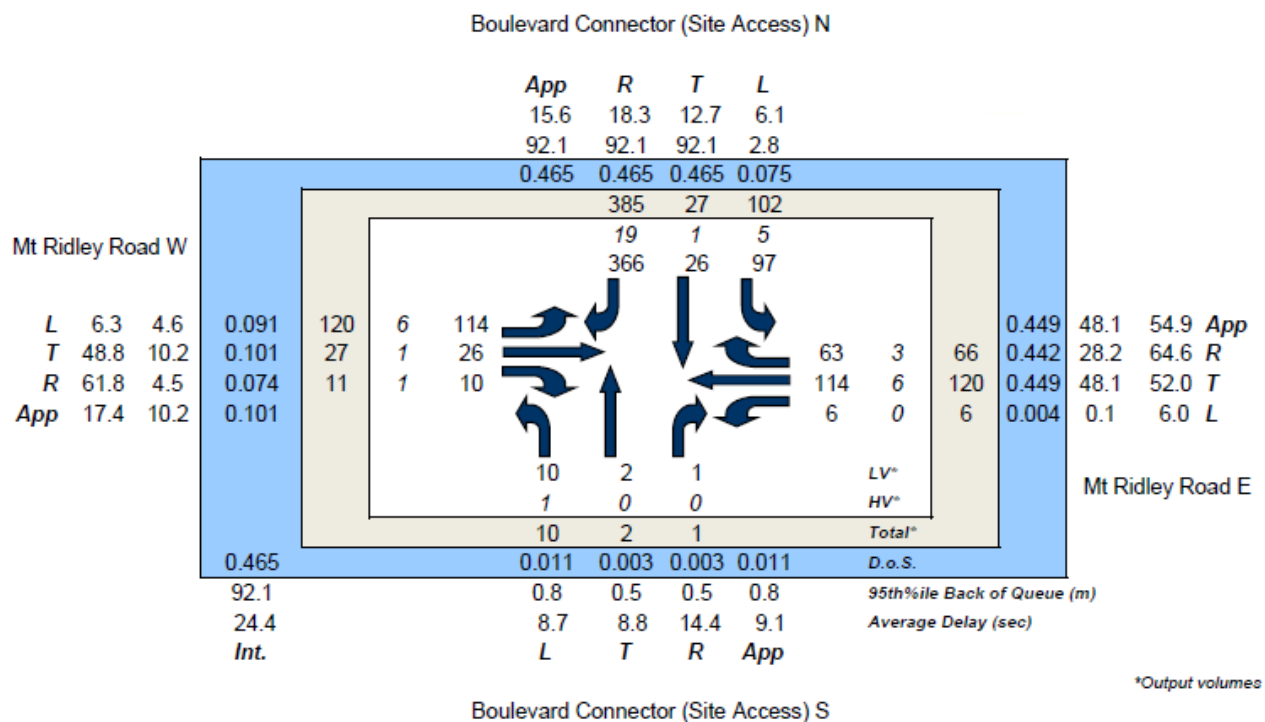 Boulevard Connector (Site Access) N
App R T L
15.6 18.3 12.7 6.1
92.1 92.1 92.1 2.8
0.465 0.465 0.465 0.075
385 27 102
19 1 5
366 26 97
Mt Ridley Road W
L 6.3 4.6 0.091 120 6 114
T 48.8 10.2 0.101 27 1 26
R 61.8 4.5 0.074 11 1 10
App 17.4 10.2 0.101
0.449 48.1 54.9 App
63 3 66 0.442 28.2 64.6 R
114 6 120 0.449 48.1 52.0 T
6 0 6 0.004 0.1 6.0 L
Mt Ridley Road E
10 2 1 LV*
1 0 0 HV*
10 2 1 Total*
0.465 0.011 0.003 0.003 0.011 D.o.S.
92.1 0.8 0.5 0.5 0.8 95th%ile Back of Queue (m)
24.4 8.7 8.8 14.4 9.1 Average Delay (sec)
Int. L T R App
*Output volumes
Boulevard Connector (Site Access) S